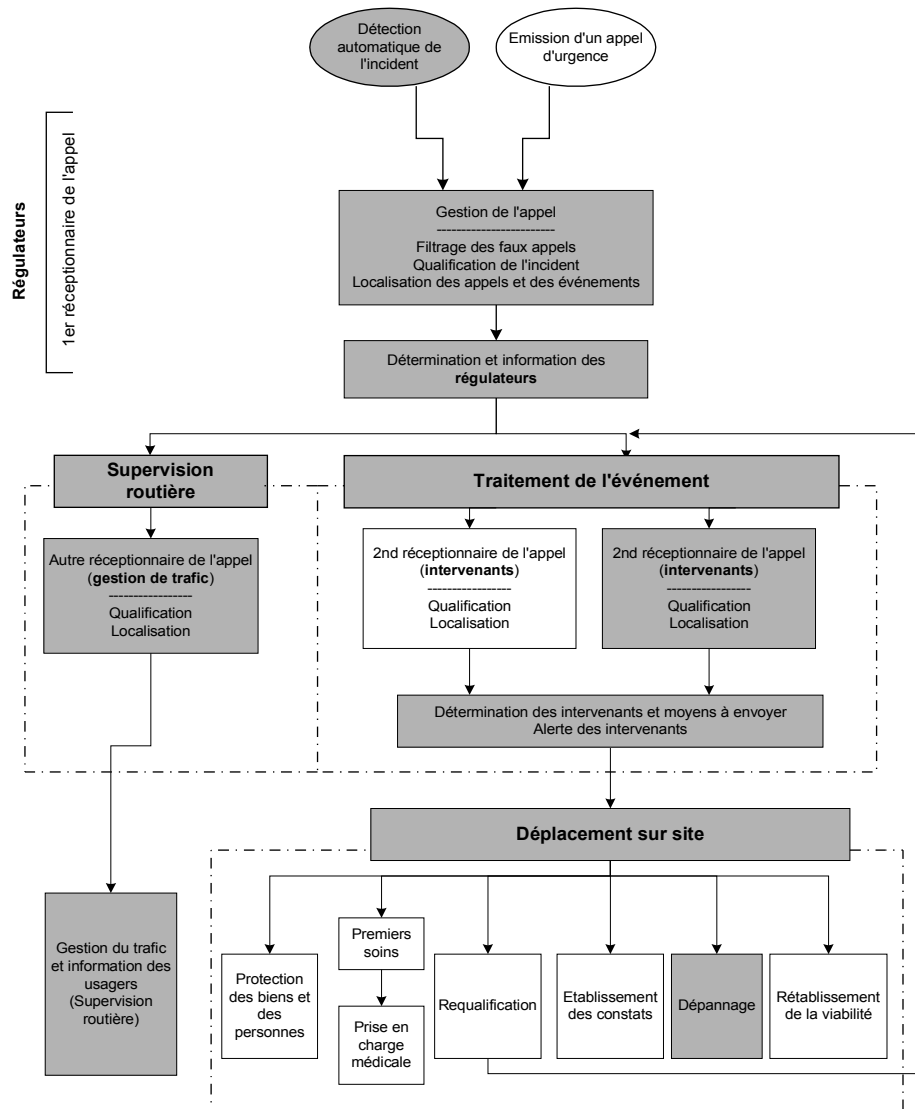 Détection
automatique de
l'incident
Emission d'un appel
d'urgence
Régulateurs
1er réceptionnaire de l'appel
Gestion de l'appel
------------------------
Filtrage des faux appels
Qualification de l'incident
Localisation des appels et des événements
Détermination et information des
régulateurs
Supervision
routière
Traitement de l'événement
Autre réceptionnaire de l'appel
(gestion de trafic)
-----------------
Qualification
Localisation
2nd réceptionnaire de l'appel
(intervenants)
-----------------
Qualification
Localisation
2nd réceptionnaire de l'appel
(intervenants)
-----------------
Qualification
Localisation
Détermination des intervenants et moyens à envoyer
Alerte des intervenants
Déplacement sur site
Gestion du trafic
et information des
usagers
(Supervision
routière)
Protection
des biens et
des
personnes
Premiers
soins
Prise en
charge
médicale
Requalification
Etablissement
des constats
Dépannage
Rétablissement
de la viabilité